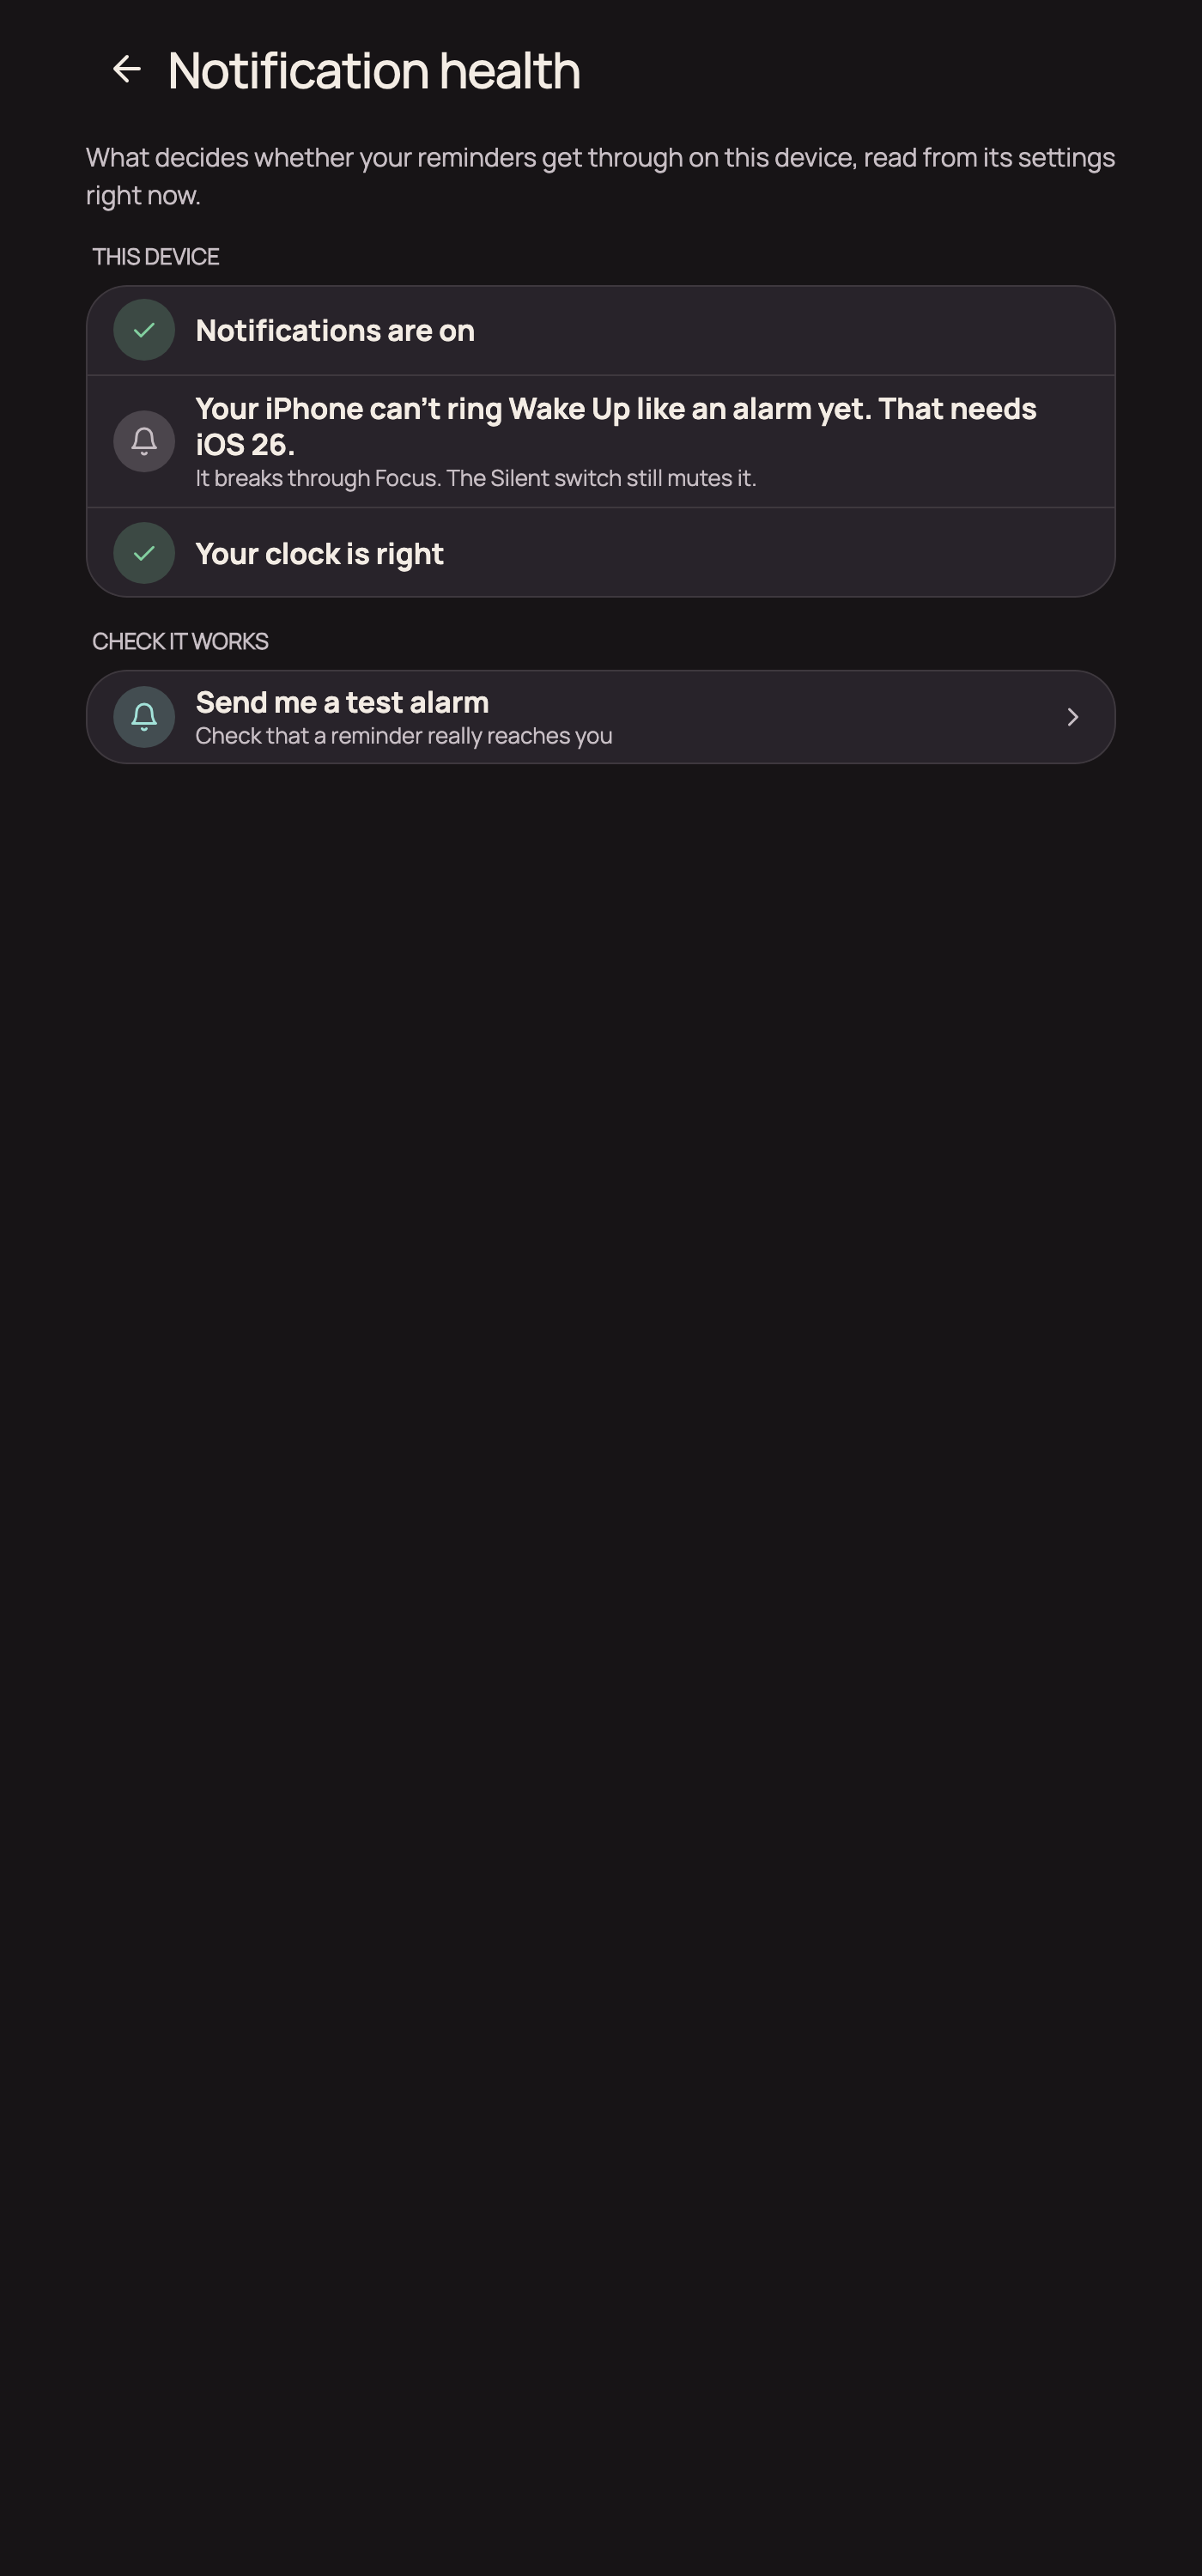 Notification health
What decides whether your reminders get through on this device, read from its settings
right now.
THIS DEVICE
Notifications are on
Your iPhone can’t ring Wake Up like an alarm yet. That needs
iOS 26.
It breaks through Focus. The Silent switch still mutes it.
Your clock is right
CHECK IT WORKS
Send me a test alarm
Check that a reminder really reaches you